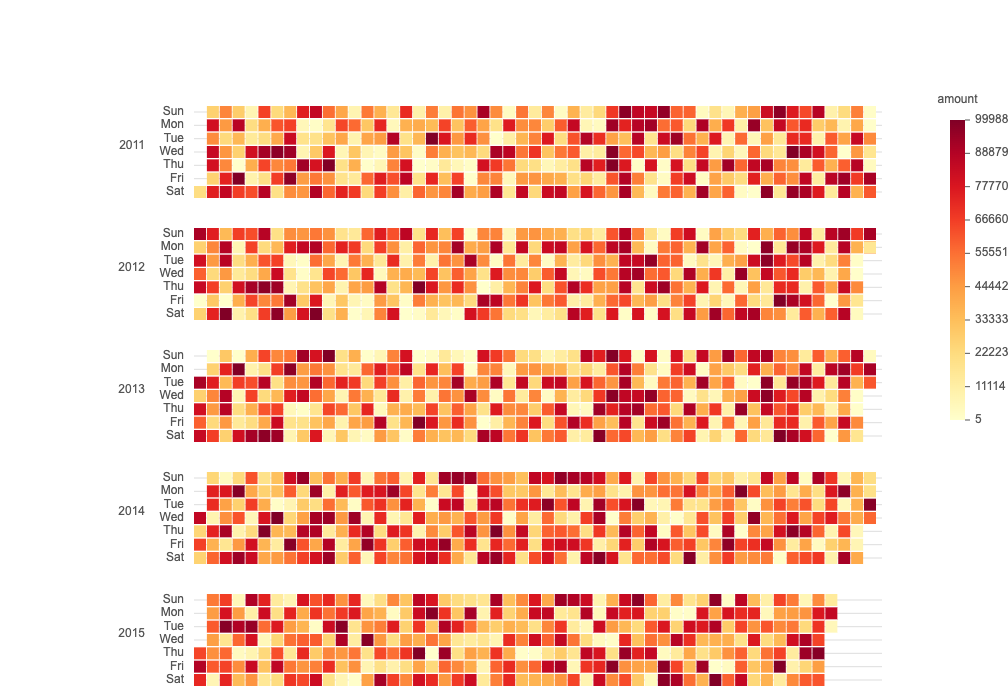 amount
99988
88879
77770
66660
55551
44442
33333
22223
11114
5
2011
Sun
Mon
Tue
Wed
Thu
Fri
Sat
2012
Sun
Mon
Tue
Wed
Thu
Fri
Sat
2013
Sun
Mon
Tue
Wed
Thu
Fri
Sat
2014
Sun
Mon
Tue
Wed
Thu
Fri
Sat
2015
Sun
Mon
Tue
Wed
Thu
Fri
Sat